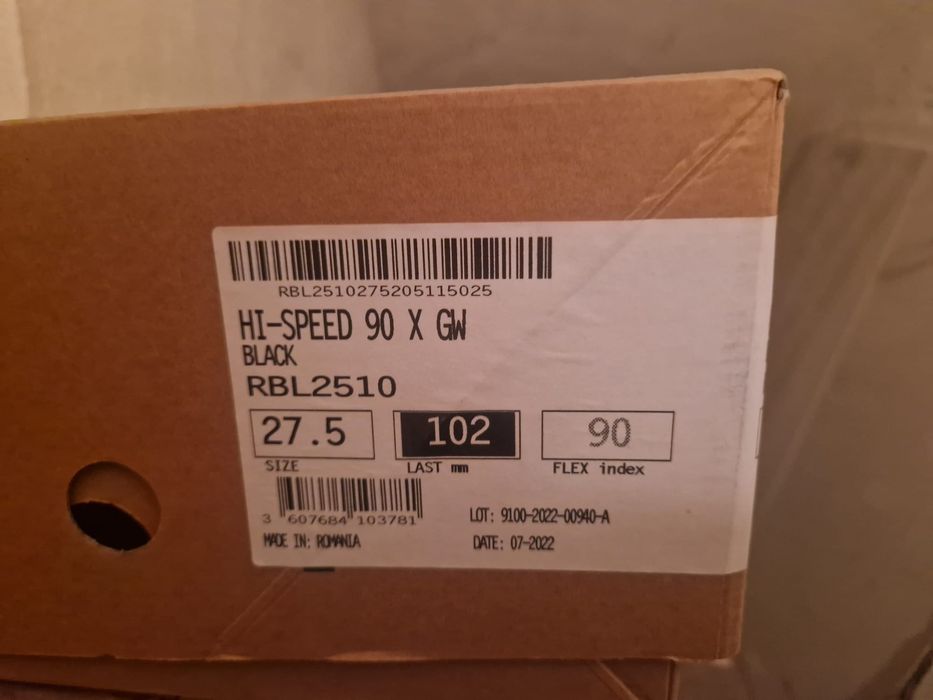 RBL2510275205115025
HI-SPEED 90 X GW
BLACK
RBL2510
27.5 102 90
SIZE LAST mm FLEX index
3 607684 103781
LOT: 9100-2022-00940-A
MADE IN: ROMANIA
DATE: 07-2022